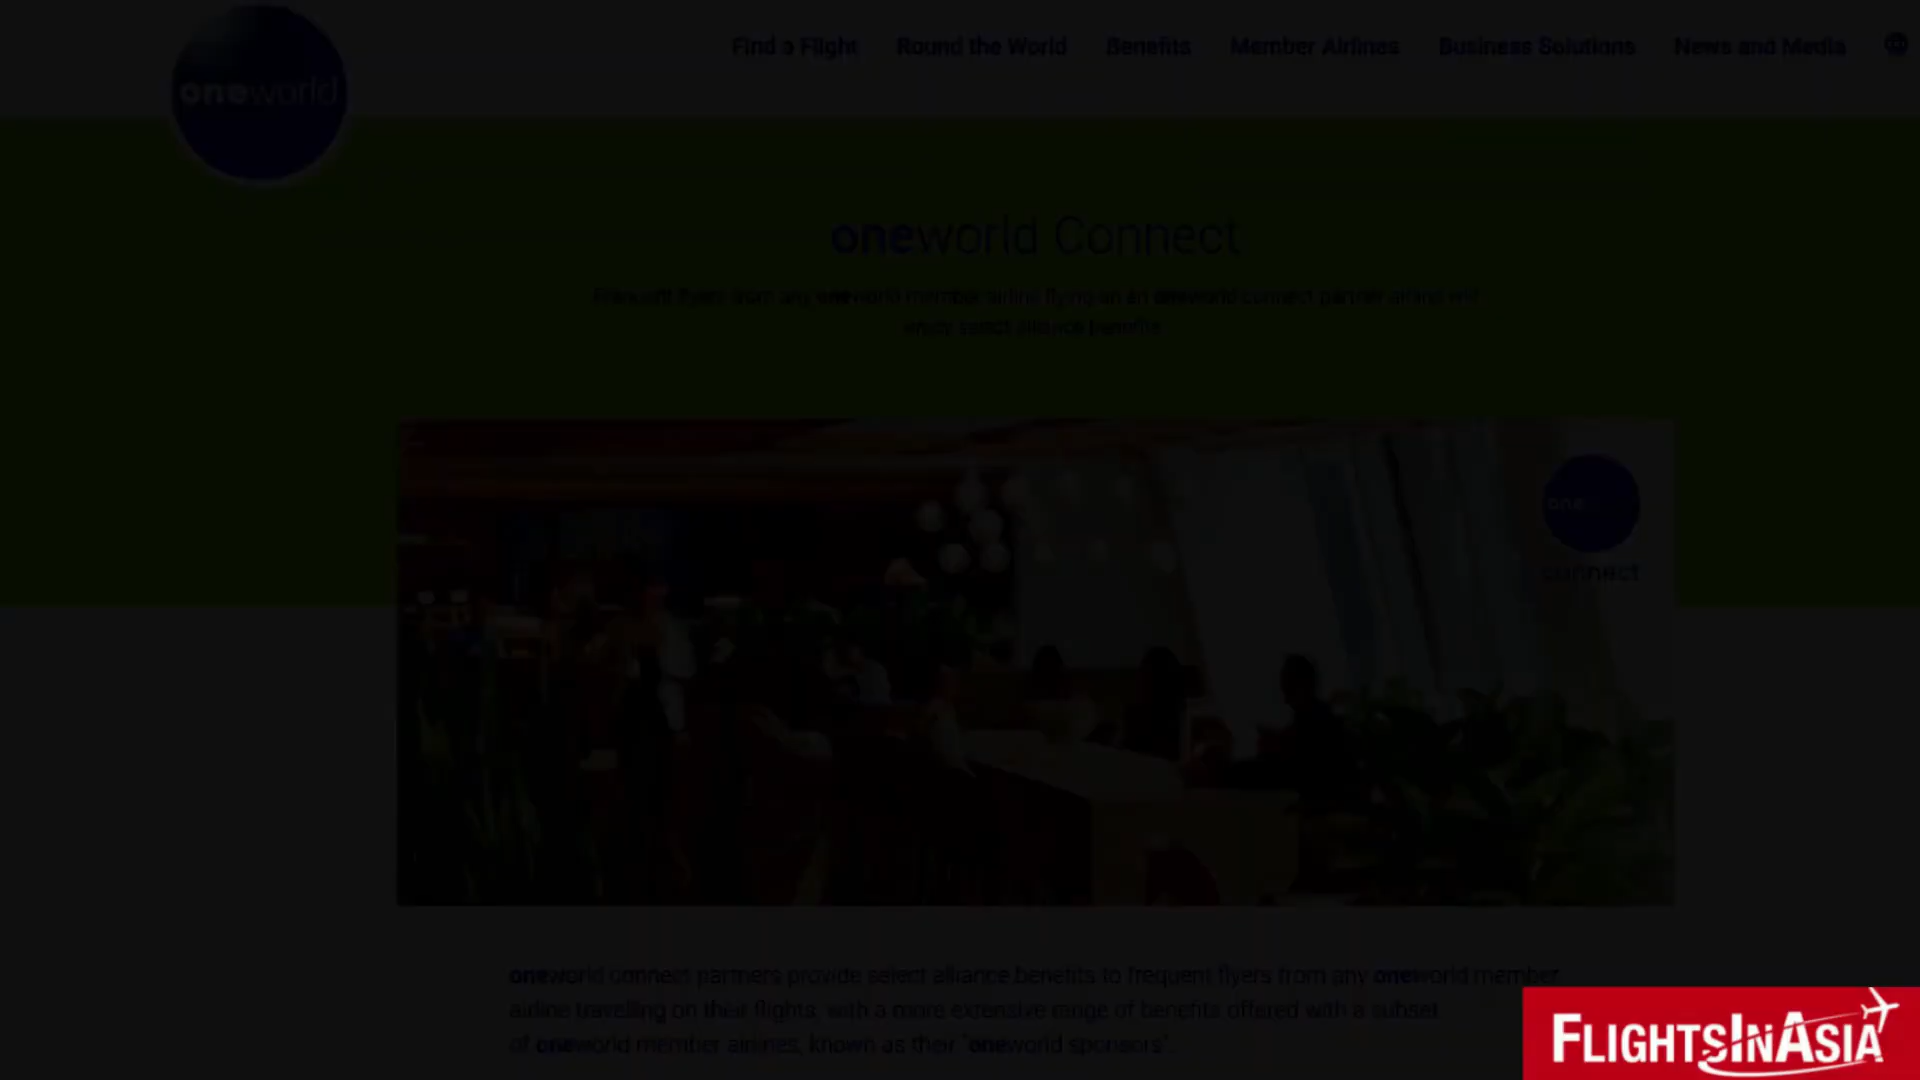 oneworld
Find a Flight Round the World Benefits Member Airlines Business Solutions News and Media
oneworld Connect
Frequent flyers from any oneworld member airline flying on an oneworld connect partner airline will
enjoy select alliance benefits
one
connect
oneworld connect partners provide select alliance benefits to frequent flyers from any oneworld member
airline travelling on their flights, with a more extensive range of benefits offered with a subset
of oneworld member airlines, known as their 'oneworld sponsors'.
FLIGHTSINASIA